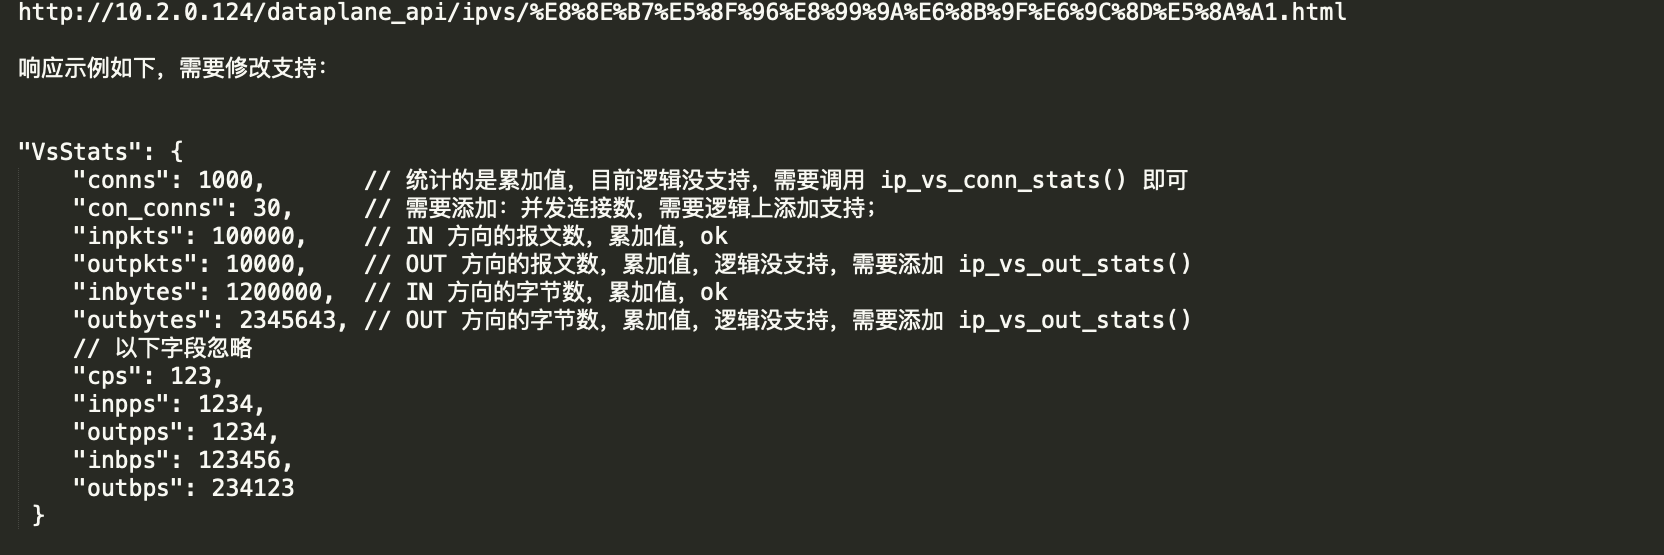 http://10.2.0.124/dataplane_api/ipvs/%E8%8E%B7%E5%8F%96%E8%99%9A%E6%8B%9F%E6%9C%8D%E5%8A%A1.html
响应示例如下，需要修改支持：
"VsStats": {
    "conns": 1000,       // 统计的是累加值，目前逻辑没支持，需要调用 ip_vs_conn_stats() 即可
    "con_conns": 30,     // 需要添加：并发连接数，需要逻辑上添加支持；
    "inpkts": 100000,    // IN 方向的报文数，累加值，ok
    "outpkts": 10000,    // OUT 方向的报文数，累加值，逻辑没支持，需要添加 ip_vs_out_stats()
    "inbytes": 1200000,  // IN 方向的字节数，累加值，ok
    "outbytes": 2345643, // OUT 方向的字节数，累加值，逻辑没支持，需要添加 ip_vs_out_stats()
    // 以下字段忽略
    "cps": 123,
    "inpps": 1234,
    "outpps": 1234,
    "inbps": 123456,
    "outbps": 234123
 }